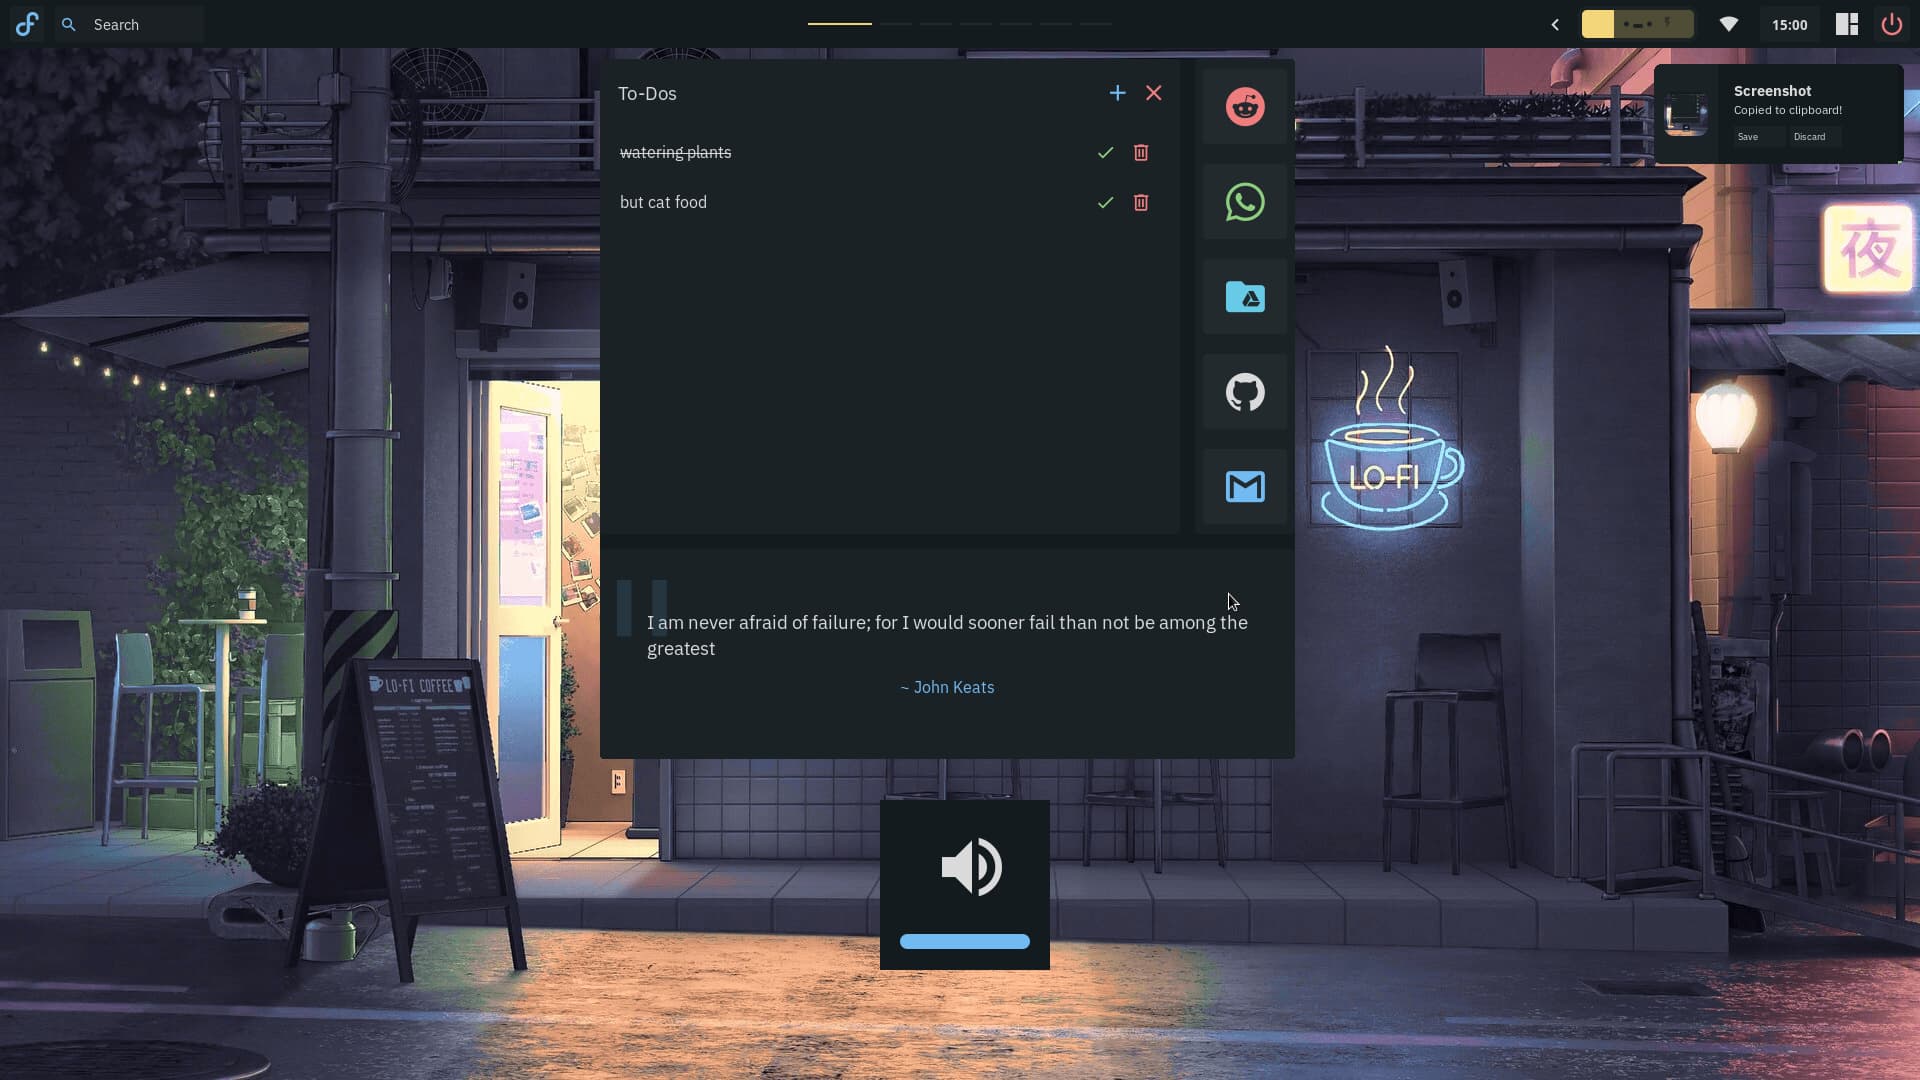 Search
15:00
Screenshot
Copied to clipboard!
Save
Discard
To-Dos
watering plants
but cat food
夜
LO-FI
LO-FI COFFEE
I am never afraid of failure; for I would sooner fail than not be among the
greatest
~ John Keats